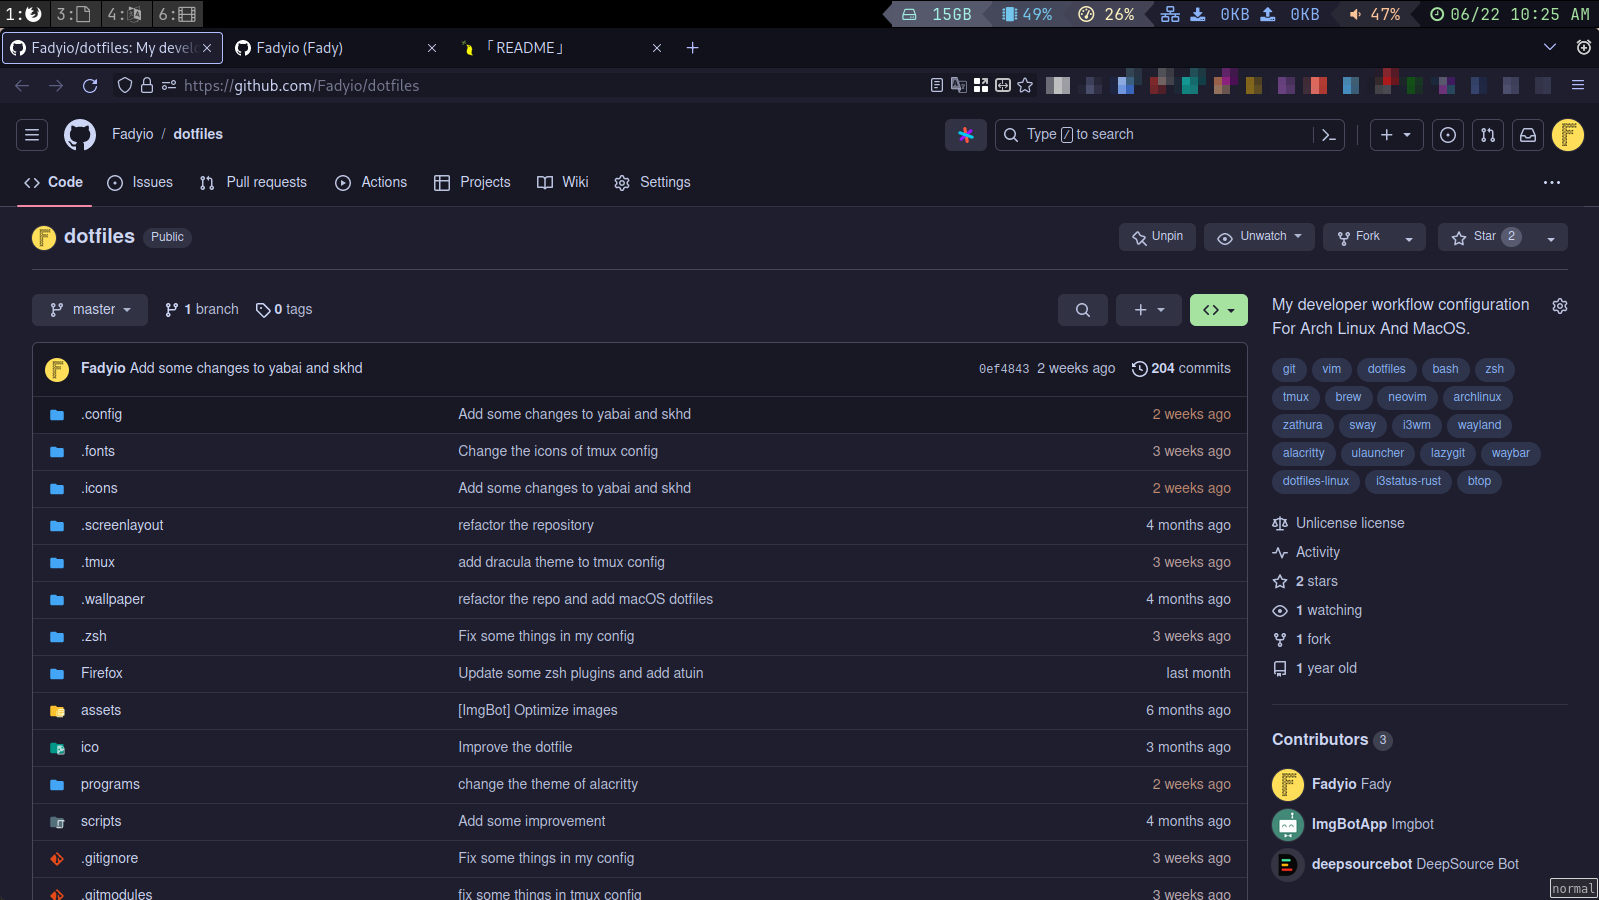 1: 3: 4: 6: 15GB 49% 26% 0KB 0KB 47% 06/22 10:25 AM
Fadyio/dotfiles: My devel Fadyio (Fady) 「README」
https://github.com/Fadyio/dotfiles
Fadyio / dotfiles Type / to search
Code Issues Pull requests Actions Projects Wiki Settings
dotfiles Public Unpin Unwatch Fork Star 2
master 1 branch 0 tags
Fadyio Add some changes to yabai and skhd 0ef4843 2 weeks ago 204 commits
.config Add some changes to yabai and skhd 2 weeks ago
.fonts Change the icons of tmux config 3 weeks ago
.icons Add some changes to yabai and skhd 2 weeks ago
.screenlayout refactor the repository 4 months ago
.tmux add dracula theme to tmux config 3 weeks ago
.wallpaper refactor the repo and add macOS dotfiles 4 months ago
.zsh Fix some things in my config 3 weeks ago
Firefox Update some zsh plugins and add atuin last month
assets [ImgBot] Optimize images 6 months ago
ico Improve the dotfile 3 months ago
programs change the theme of alacritty 2 weeks ago
scripts Add some improvement 4 months ago
.gitignore Fix some things in my config 3 weeks ago
.gitmodules fix some things in tmux config 3 weeks ago
My developer workflow configuration
For Arch Linux And MacOS.
git vim dotfiles bash zsh
tmux brew neovim archlinux
zathura sway i3wm wayland
alacritty ulauncher lazygit waybar
dotfiles-linux i3status-rust btop
Unlicense license
Activity
2 stars
1 watching
1 fork
1 year old
Contributors 3
Fadyio Fady
ImgBotApp Imgbot
deepsourcebot DeepSource Bot
normal